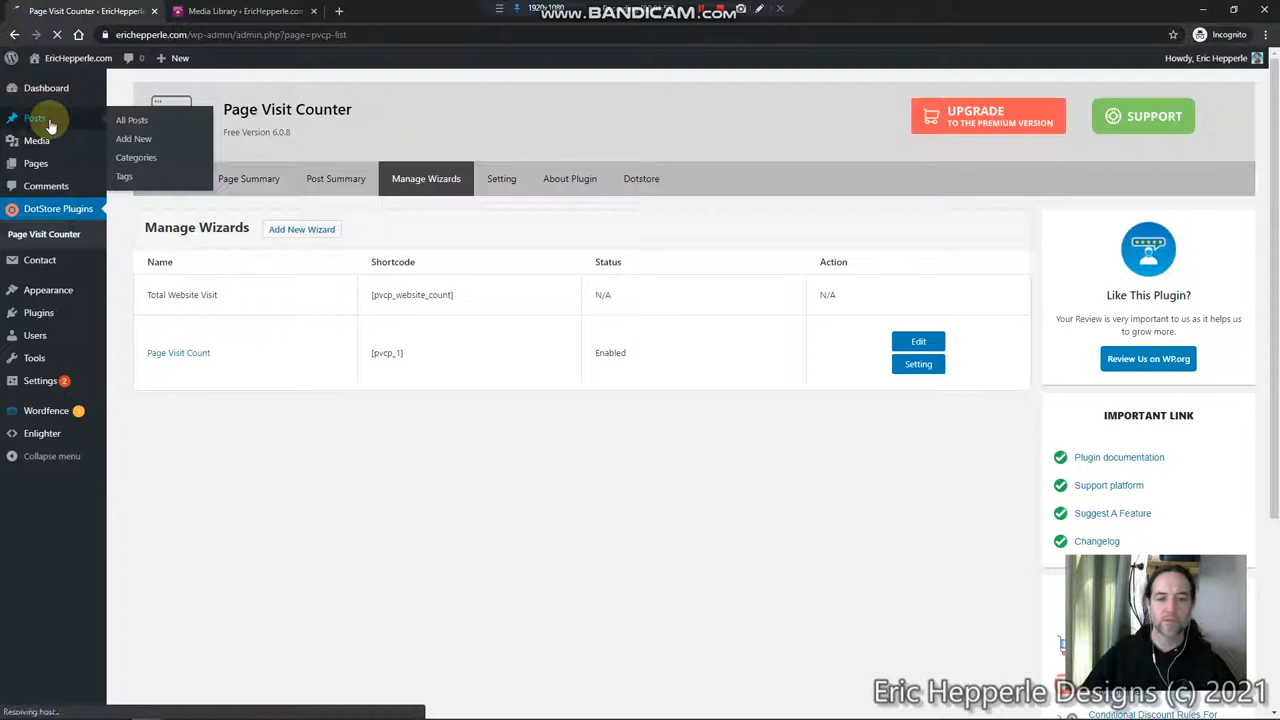 Page Visit Counter ‹ EricHepperle
Media Library ‹ EricHepperle
1920x1080
WWW.BANDICAM.COM
erichepperle.com/wp-admin/admin.php?page=pvcp-list
Incognito
EricHepperle.com
0
New
Howdy, Eric Hepperle
Dashboard
Posts
Media
Pages
Comments
DotStore Plugins
Page Visit Counter
Contact
Appearance
Plugins
Users
Tools
Settings 2
Wordfence 1
Enlighter
Collapse menu
All Posts
Add New
Categories
Tags
Page Visit Counter
Free Version 6.0.8
UPGRADE
TO THE PREMIUM VERSION
SUPPORT
Page Summary
Post Summary
Manage Wizards
Setting
About Plugin
Dotstore
Manage Wizards
Add New Wizard
Name Shortcode Status Action
Total Website Visit [pvcp_website_count] N/A N/A
Page Visit Count [pvcp_1] Enabled
Edit
Setting
Like This Plugin?
Your Review is very important to us as it helps us
to grow more.
Review Us on WP.org
IMPORTANT LINK
Plugin documentation
Support platform
Suggest A Feature
Changelog
Eric Hepperle Designs (c) 2021
Conditional Discount Rules For
Resolving host...